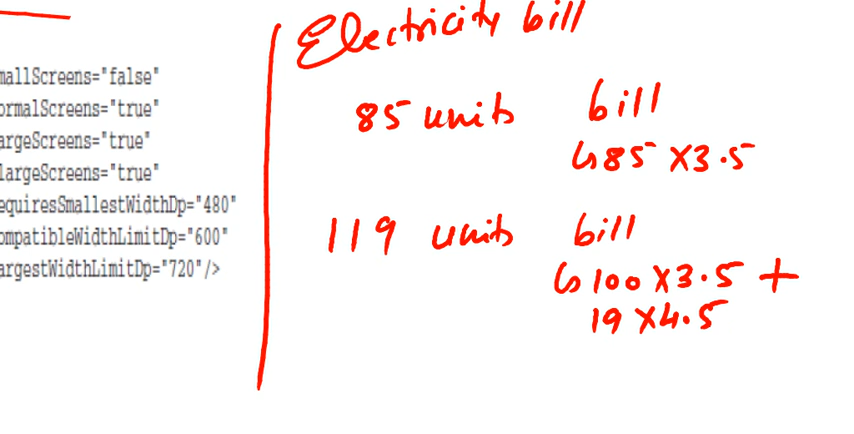 mallScreens="false"
ormalScreens="true"
argeScreens="true"
largeScreens="true"
equiresSmallestWidthDp="480"
ompatibleWidthLimitDp="600"
argestWidthLimitDp="720"/>
Electricity bill
85 units bill
↳ 85 X3.5
119 units bill
↳ 100 X3.5 +
19 X4.5